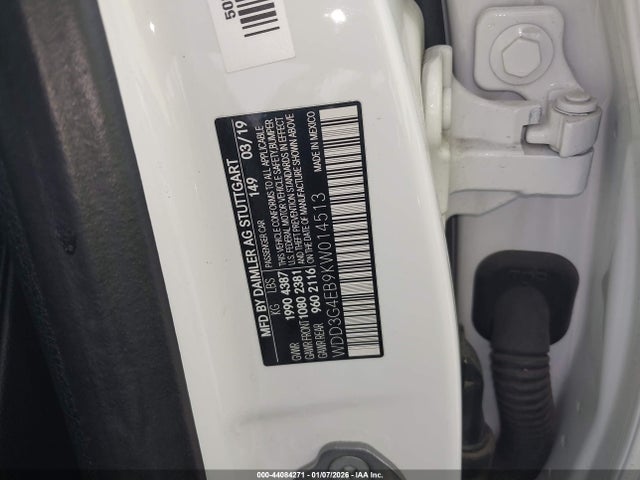 MFD BY DAIMLER AG STUTTGART
PASSENGER CAR 149 03/19
KG LBS
GVWR 1990 4387
GAWR FRONT 1080 2381
GAWR REAR 960 2116
THIS VEHICLE CONFORMS TO ALL APPLICABLE
U.S. FEDERAL MOTOR VEHICLE SAFETY, BUMPER
AND THEFT PREVENTION STANDARDS IN EFFECT
ON THE DATE OF MANUFACTURE SHOWN ABOVE
WDD3G4EB9KW014513 MADE IN MEXICO
000-44084271 | 01/07/2026 - IAA Inc.